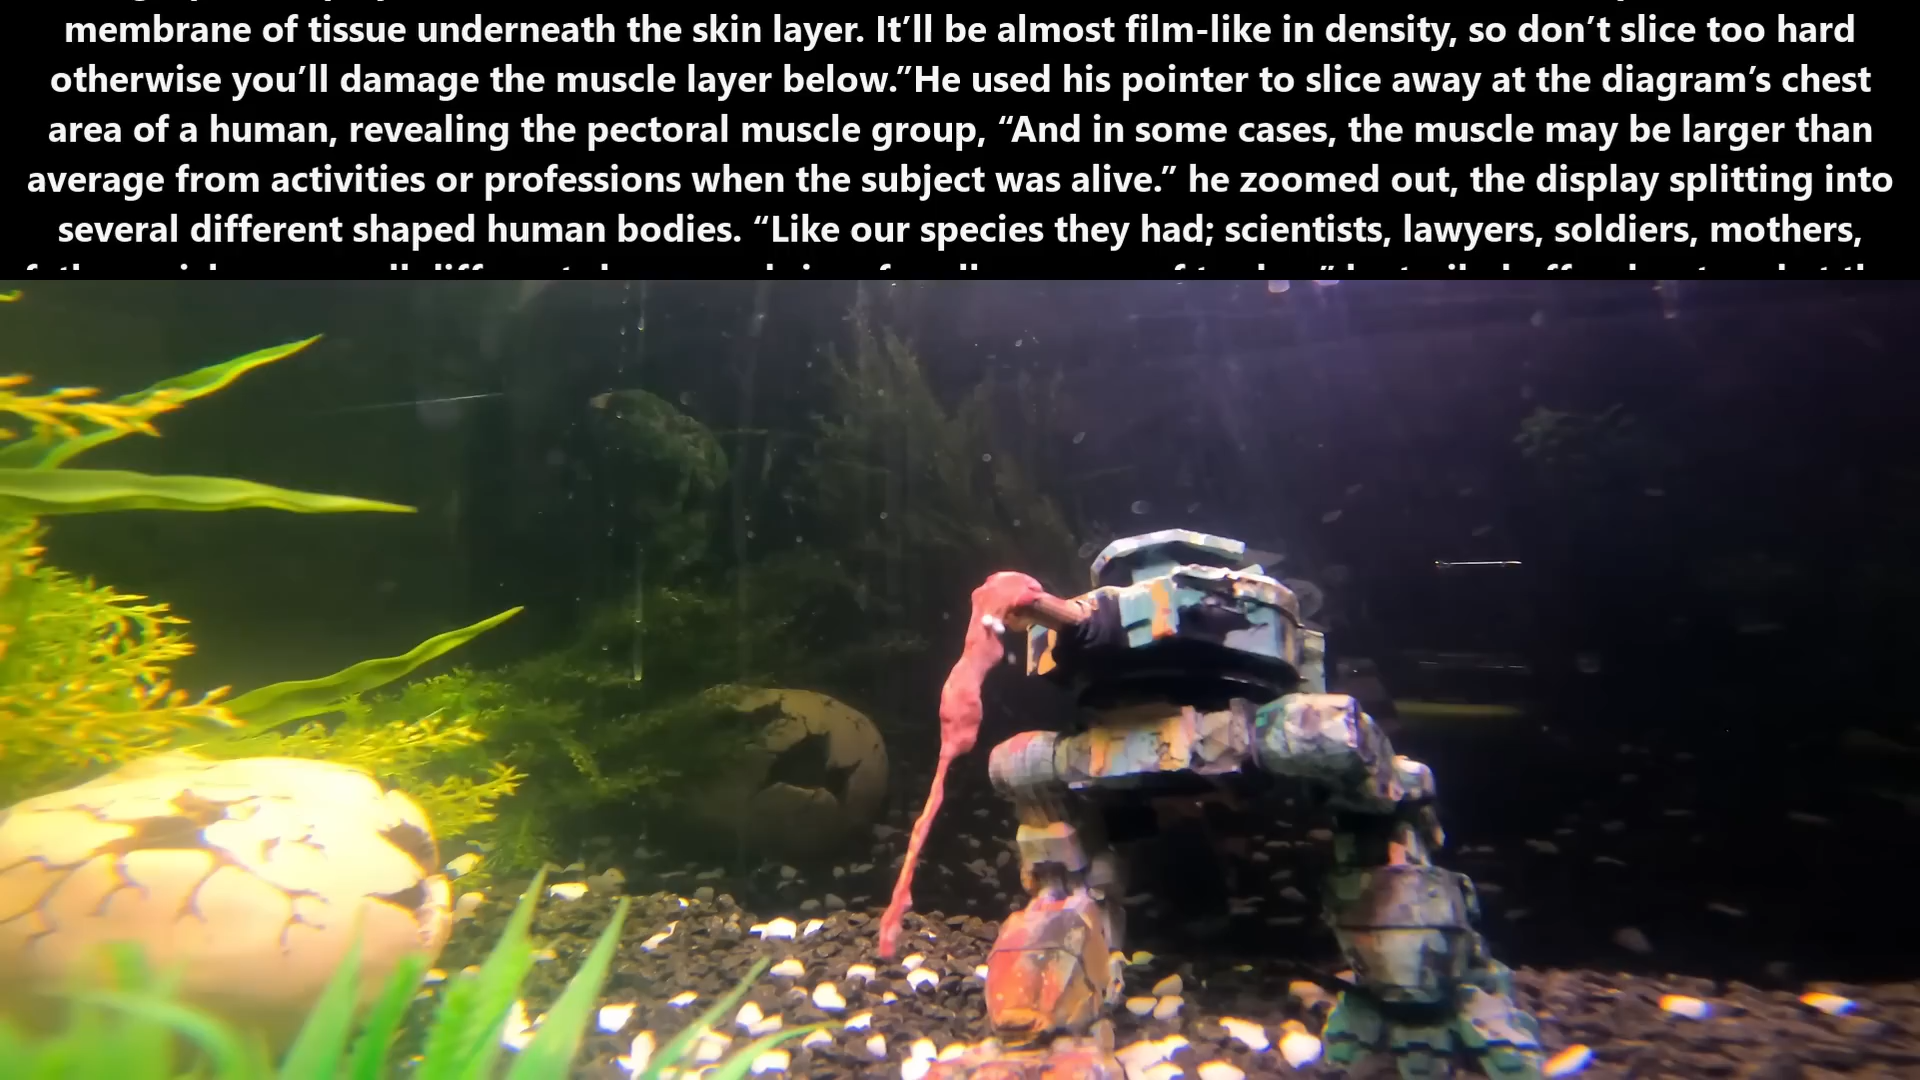 membrane of tissue underneath the skin layer. It’ll be almost film-like in density, so don’t slice too hard
otherwise you’ll damage the muscle layer below.”He used his pointer to slice away at the diagram’s chest
area of a human, revealing the pectoral muscle group, “And in some cases, the muscle may be larger than
average from activities or professions when the subject was alive.” he zoomed out, the display splitting into
several different shaped human bodies. “Like our species they had; scientists, lawyers, soldiers, mothers,